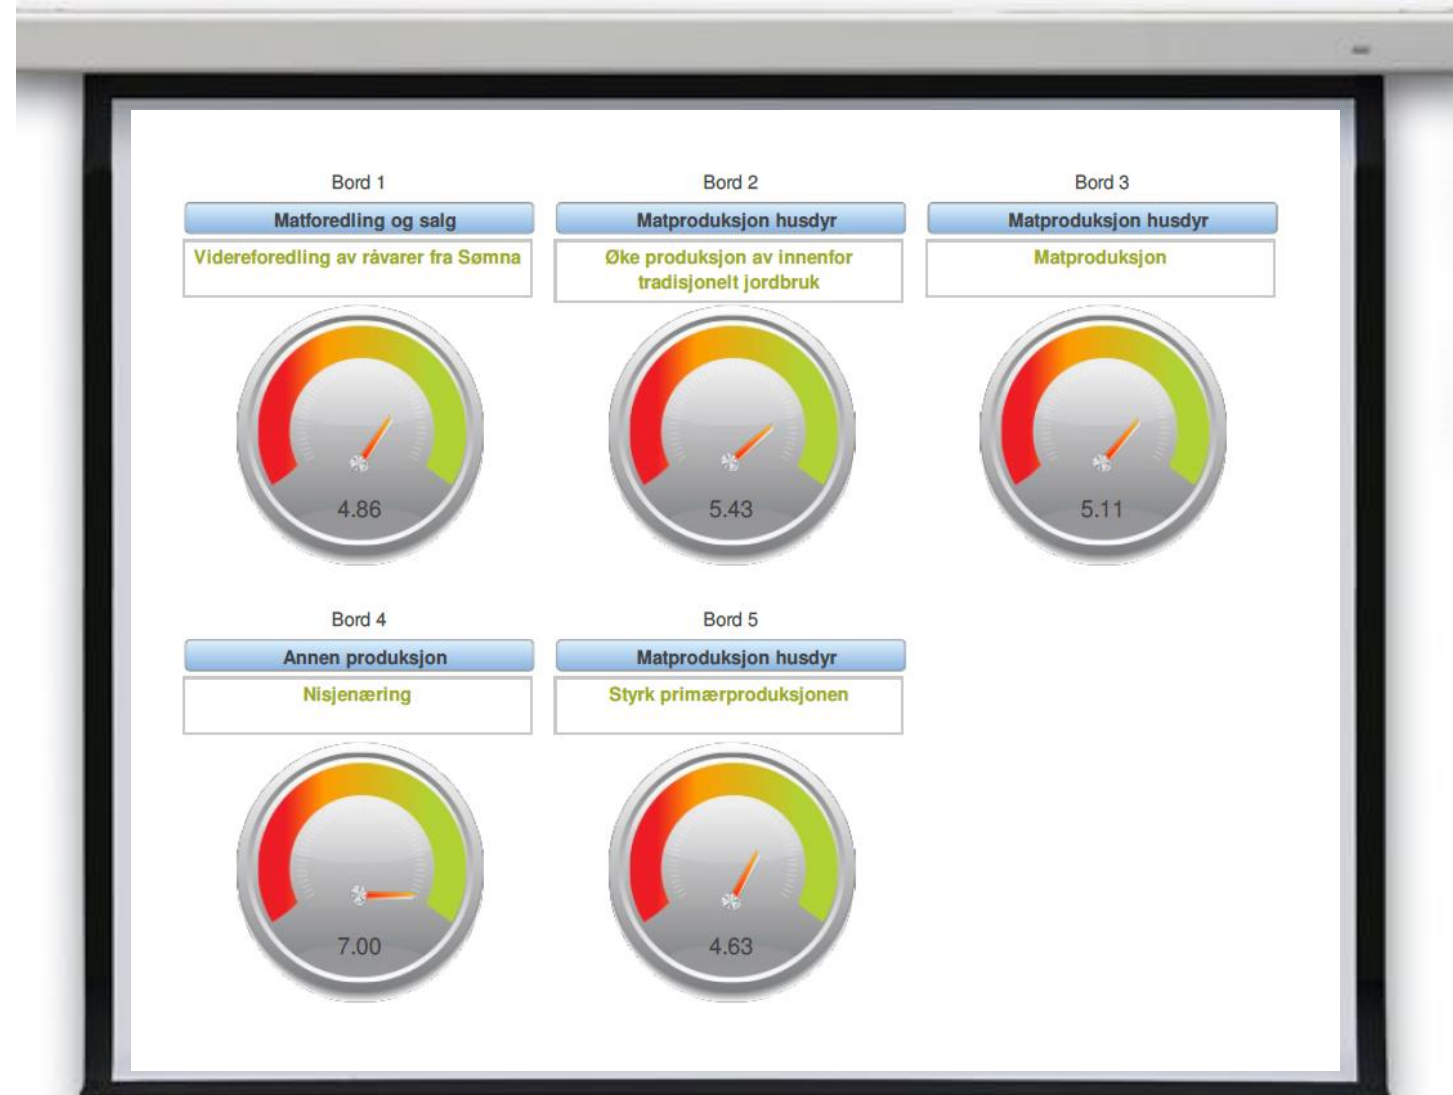 Bord 1
Matforedling og salg
Videreforedling av råvarer fra Sømna
4.86
Bord 2
Matproduksjon husdyr
Øke produksjon av innenfor
tradisjonelt jordbruk
5.43
Bord 3
Matproduksjon husdyr
Matproduksjon
5.11
Bord 4
Annen produksjon
Nisjenæring
7.00
Bord 5
Matproduksjon husdyr
Styrk primærproduksjonen
4.63